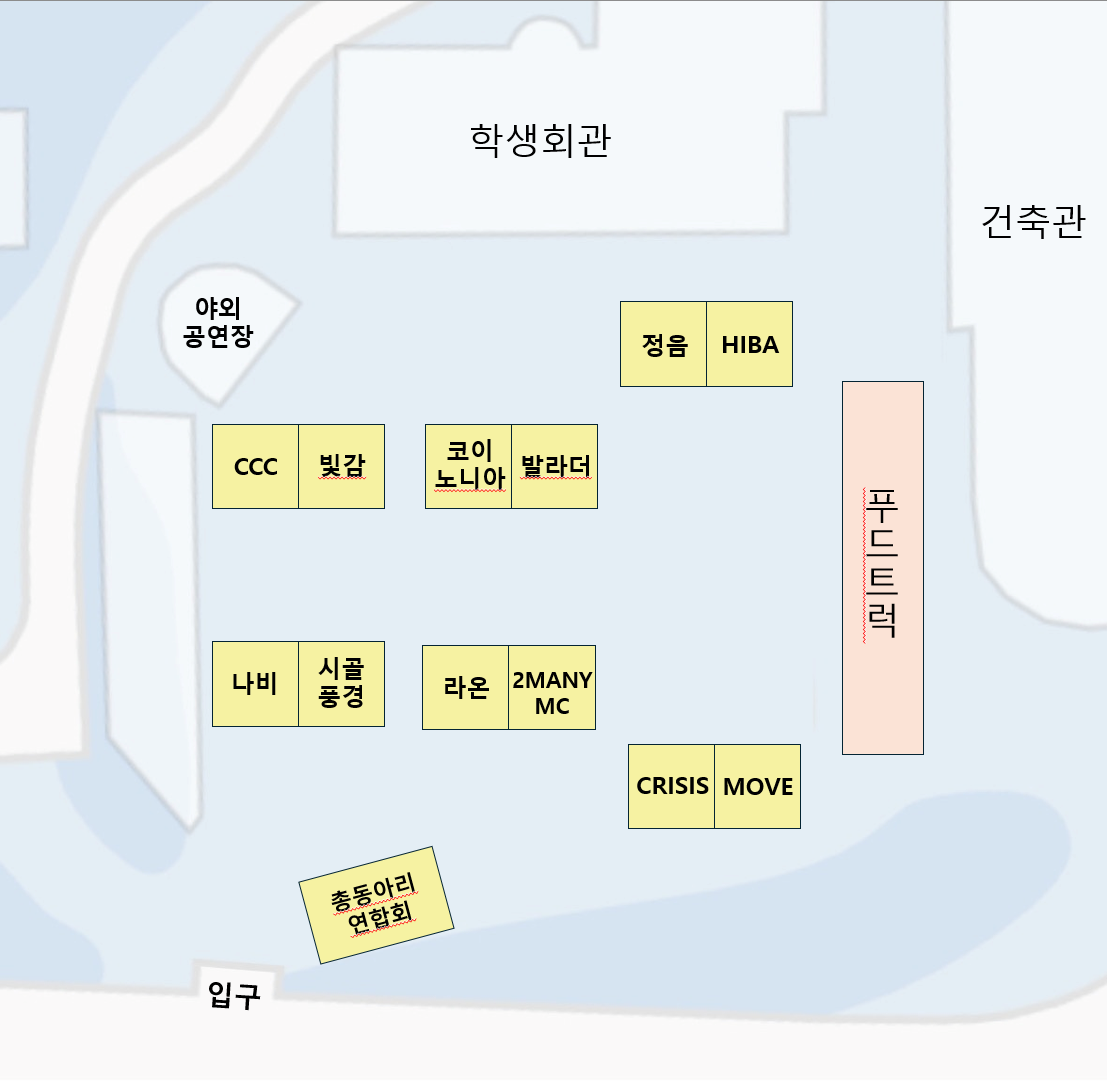 학생회관
건축관
야외
공연장
정음
HIBA
CCC
빛감
코이
노니아
발라더
푸드트럭
나비
시골
풍경
라온
2MANY
MC
CRISIS
MOVE
총동아리
연합회
입구